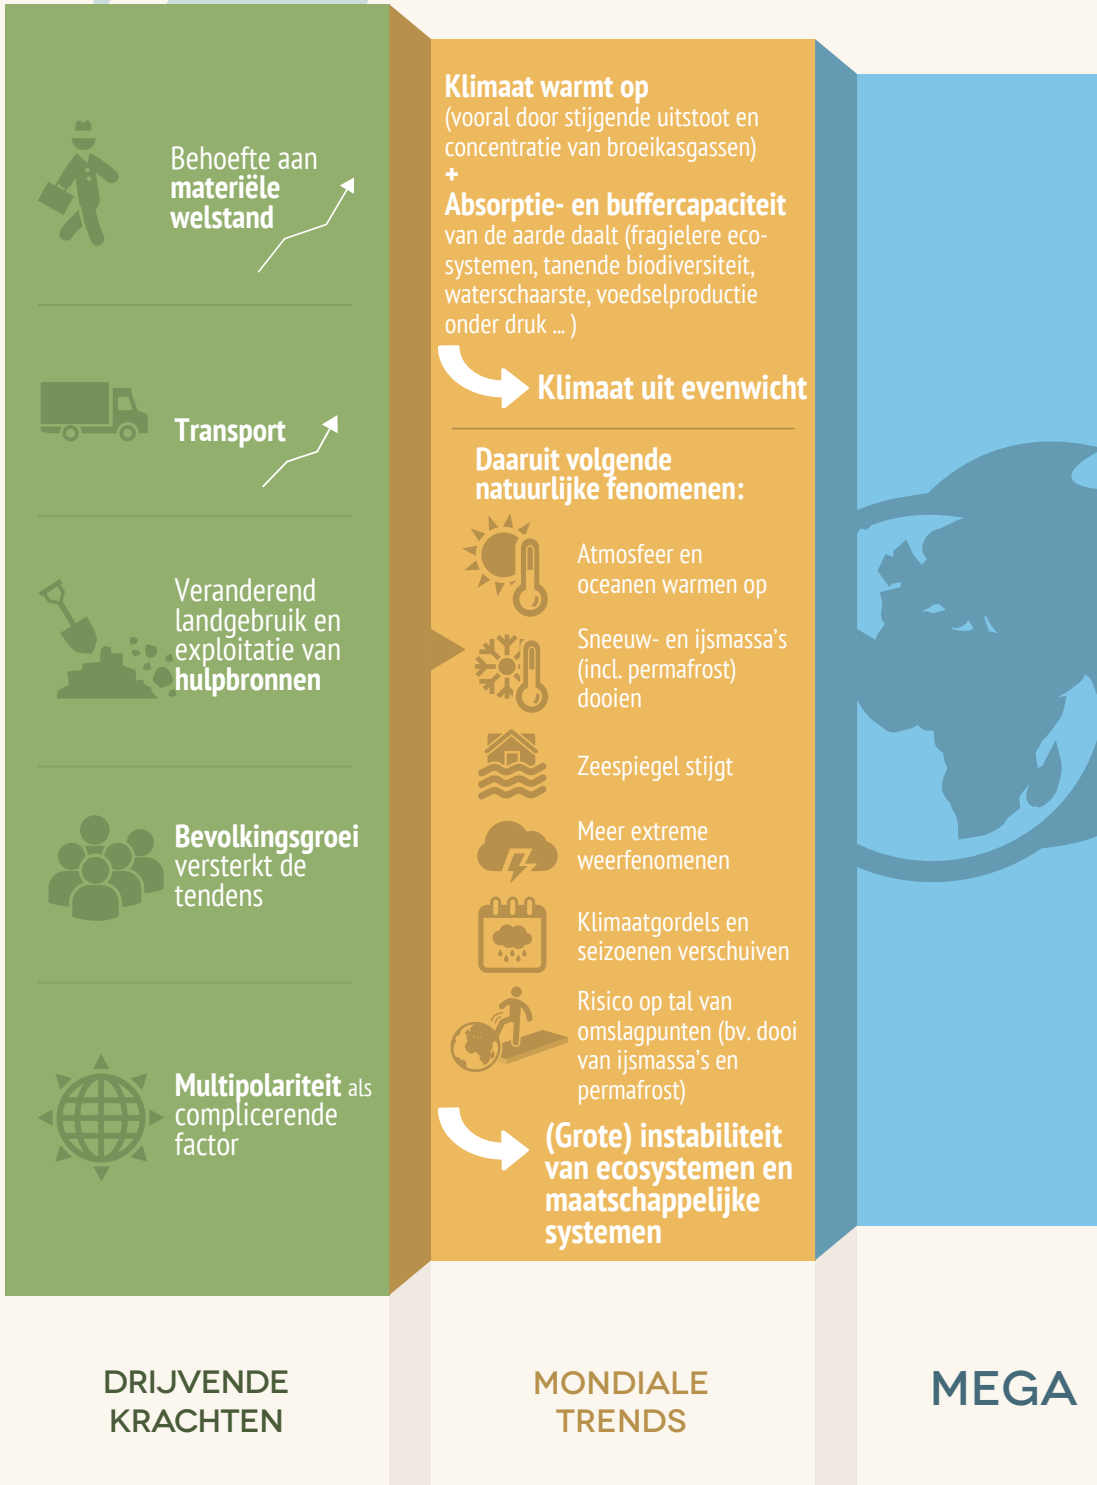 Behoefte aan
materiële
welstand
Transport
Veranderend
landgebruik en
exploitatie van
hulpbronnen
Bevolkingsgroei
versterkt de
tendens
Multipolariteit als
complicerende
factor
DRIJVENDE
KRACHTEN
Klimaat warmt op
(vooral door stijgende uitstoot en
concentratie van broeikasgassen)
+
Absorptie- en buffercapaciteit
van de aarde daalt (fragielere eco-
systemen, tanende biodiversiteit,
waterschaarste, voedselproductie
onder druk ... )
Klimaat uit evenwicht
Daaruit volgende
natuurlijke fenomenen:
Atmosfeer en
oceanen warmen op
Sneeuw- en ijsmassa's
(incl. permafrost)
dooien
Zeespiegel stijgt
Meer extreme
weerfenomenen
Klimaatgordels en
seizoenen verschuiven
Risico op tal van
omslagpunten (bv. dooi
van ijsmassa's en
permafrost)
(Grote) instabiliteit
van ecosystemen en
maatschappelijke
systemen
MONDIALE
TRENDS
MEGA